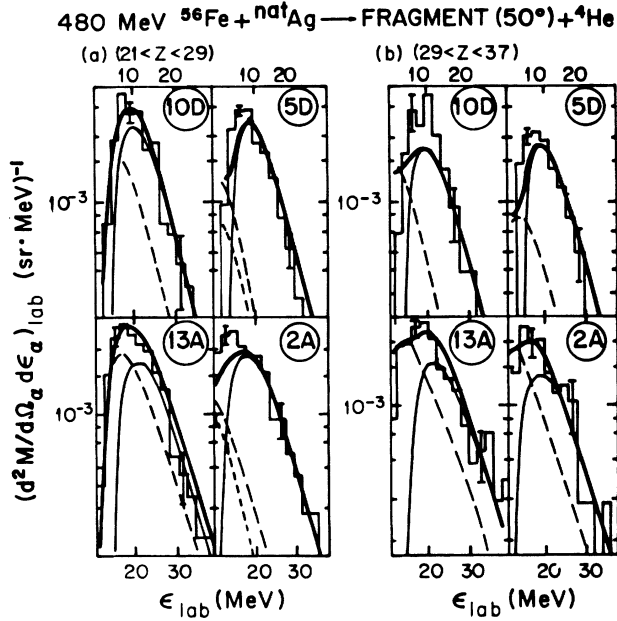 480 MeV ⁵⁶Fe + ⁿᵃᵗAg → FRAGMENT (50°) + ⁴He
(a) (21<Z<29)
(b) (29<Z<37)
10 20 10 20
10 20 10 20
10D 5D
10D 5D
10⁻³
10⁻³
13A 2A
13A 2A
10⁻³
10⁻³
20 30 20 30
20 30 20 30
(d²M/dΩα dϵα)lab (sr·MeV)⁻¹
ϵlab (MeV)
ϵlab (MeV)